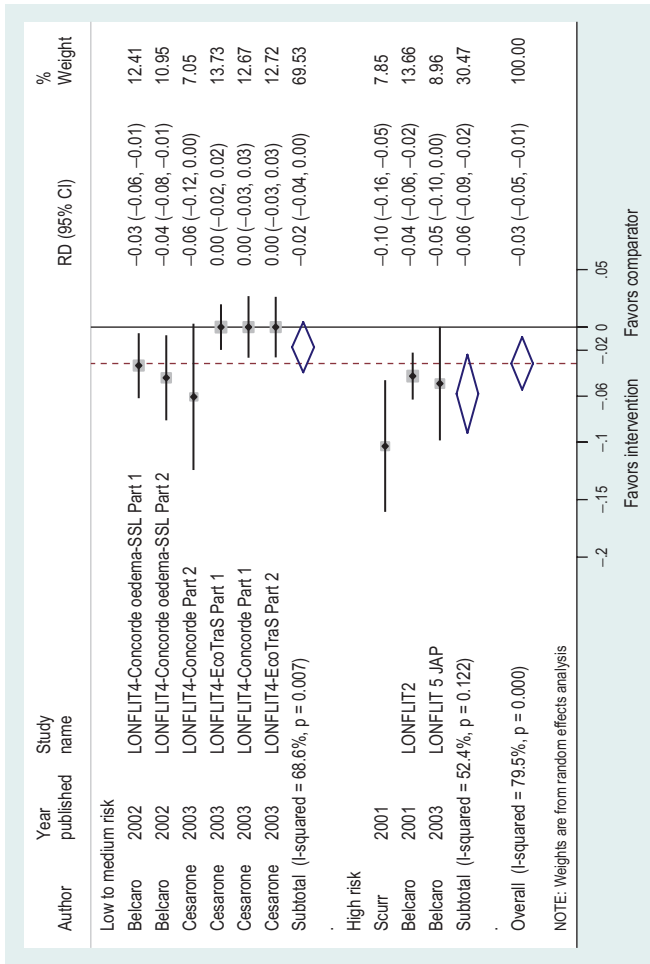 Author Year published Study name RD (95% CI) % Weight
Low to medium risk
Belcaro 2002 LONFLIT4-Concorde oedema-SSL Part 1 −0.03 (−0.06, −0.01) 12.41
Belcaro 2002 LONFLIT4-Concorde oedema-SSL Part 2 −0.04 (−0.08, −0.01) 10.95
Cesarone 2003 LONFLIT4-Concorde Part 2 −0.06 (−0.12, 0.00) 7.05
Cesarone 2003 LONFLIT4-EcoTraS Part 1 0.00 (−0.02, 0.02) 13.73
Cesarone 2003 LONFLIT4-Concorde Part 1 0.00 (−0.03, 0.03) 12.67
Cesarone 2003 LONFLIT4-EcoTraS Part 2 0.00 (−0.03, 0.03) 12.72
Subtotal (I-squared = 68.6%, p = 0.007) −0.02 (−0.04, 0.00) 69.53
.
High risk
Scurr 2001 −0.10 (−0.16, −0.05) 7.85
Belcaro 2001 LONFLIT2 −0.04 (−0.06, −0.02) 13.66
Belcaro 2003 LONFLIT 5 JAP −0.05 (−0.10, 0.00) 8.96
Subtotal (I-squared = 52.4%, p = 0.122) −0.06 (−0.09, −0.02) 30.47
.
Overall (I-squared = 79.5%, p = 0.000) −0.03 (−0.05, −0.01) 100.00
NOTE: Weights are from random effects analysis
−.2 −.15 −.1 −.06 −.02 0 .05
Favors intervention Favors comparator